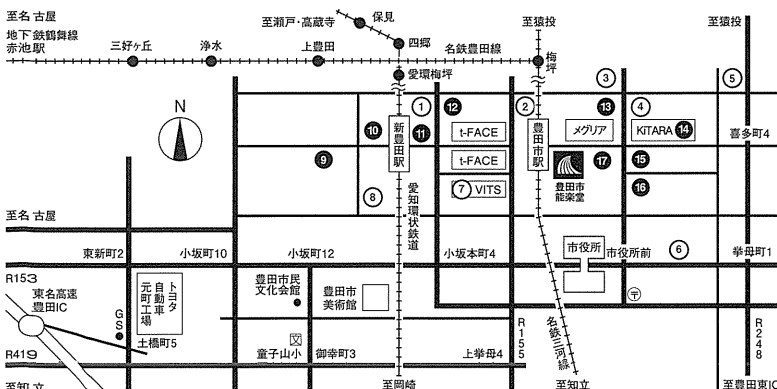 至名古屋
地下鉄鶴舞線
赤池駅
三好ヶ丘
浄水
上豊田
至瀬戸・高蔵寺
保見
四郷
名鉄豊田線
愛環梅坪
至猿投
梅坪
至猿投
N
①
⑫
②
③
⑬
④
⑤
⑩
新豊田駅
⑪
t-FACE
豊田市駅
メグリア
KiTARA
⑭
喜多町4
⑨
t-FACE
豊田市
能楽堂
⑰
⑮
⑧
⑦ VITS
⑯
愛知環状鉄道
至名古屋
東新町2
小坂町10
小坂町12
小坂本町4
市役所
市役所前
⑥
挙母町1
R153
東名高速
豊田IC
GS
トヨタ
自動車
元町工場
豊田市民
文化会館
豊田市
美術館
〒
土橋町5
文
童子山小
御幸町3
上挙母4
R155
名鉄三河線
R248
R419
至知立
至岡崎
至知立
至豊田東IC